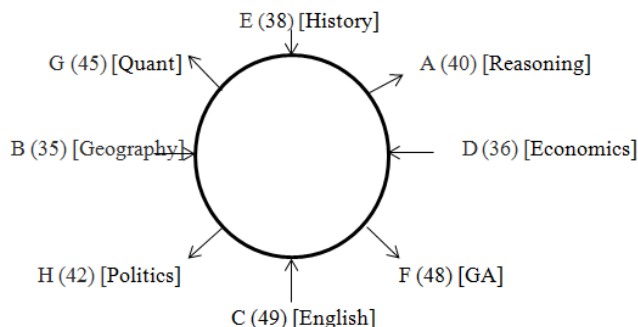 E (38) [History]
G (45) [Quant]
A (40) [Reasoning]
B (35) [Geography]
D (36) [Economics]
H (42) [Politics]
F (48) [GA]
C (49) [English]